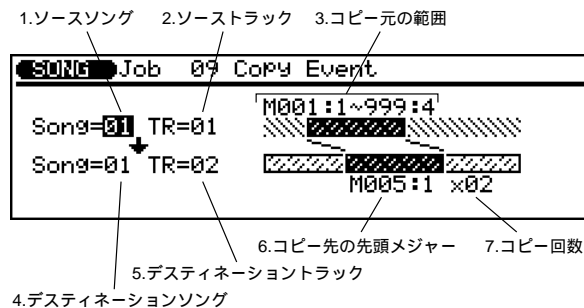 1.ソースソング 2.ソーストラック 3.コピー元の範囲
SONG Job 09 Copy Event
M001:1~999:4
Song=01 TR=01
Song=01 TR=02
M005:1 ×02
6.コピー先の先頭メジャー 7.コピー回数
5.デスティネーショントラック
4.デスティネーションソング